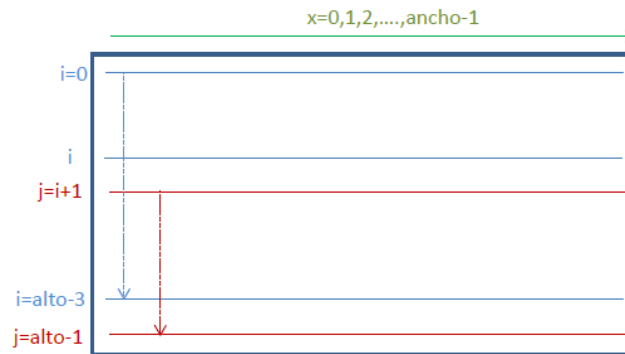 x=0,1,2,....,ancho-1
i=0
i
j=i+1
i=alto-3
j=alto-1